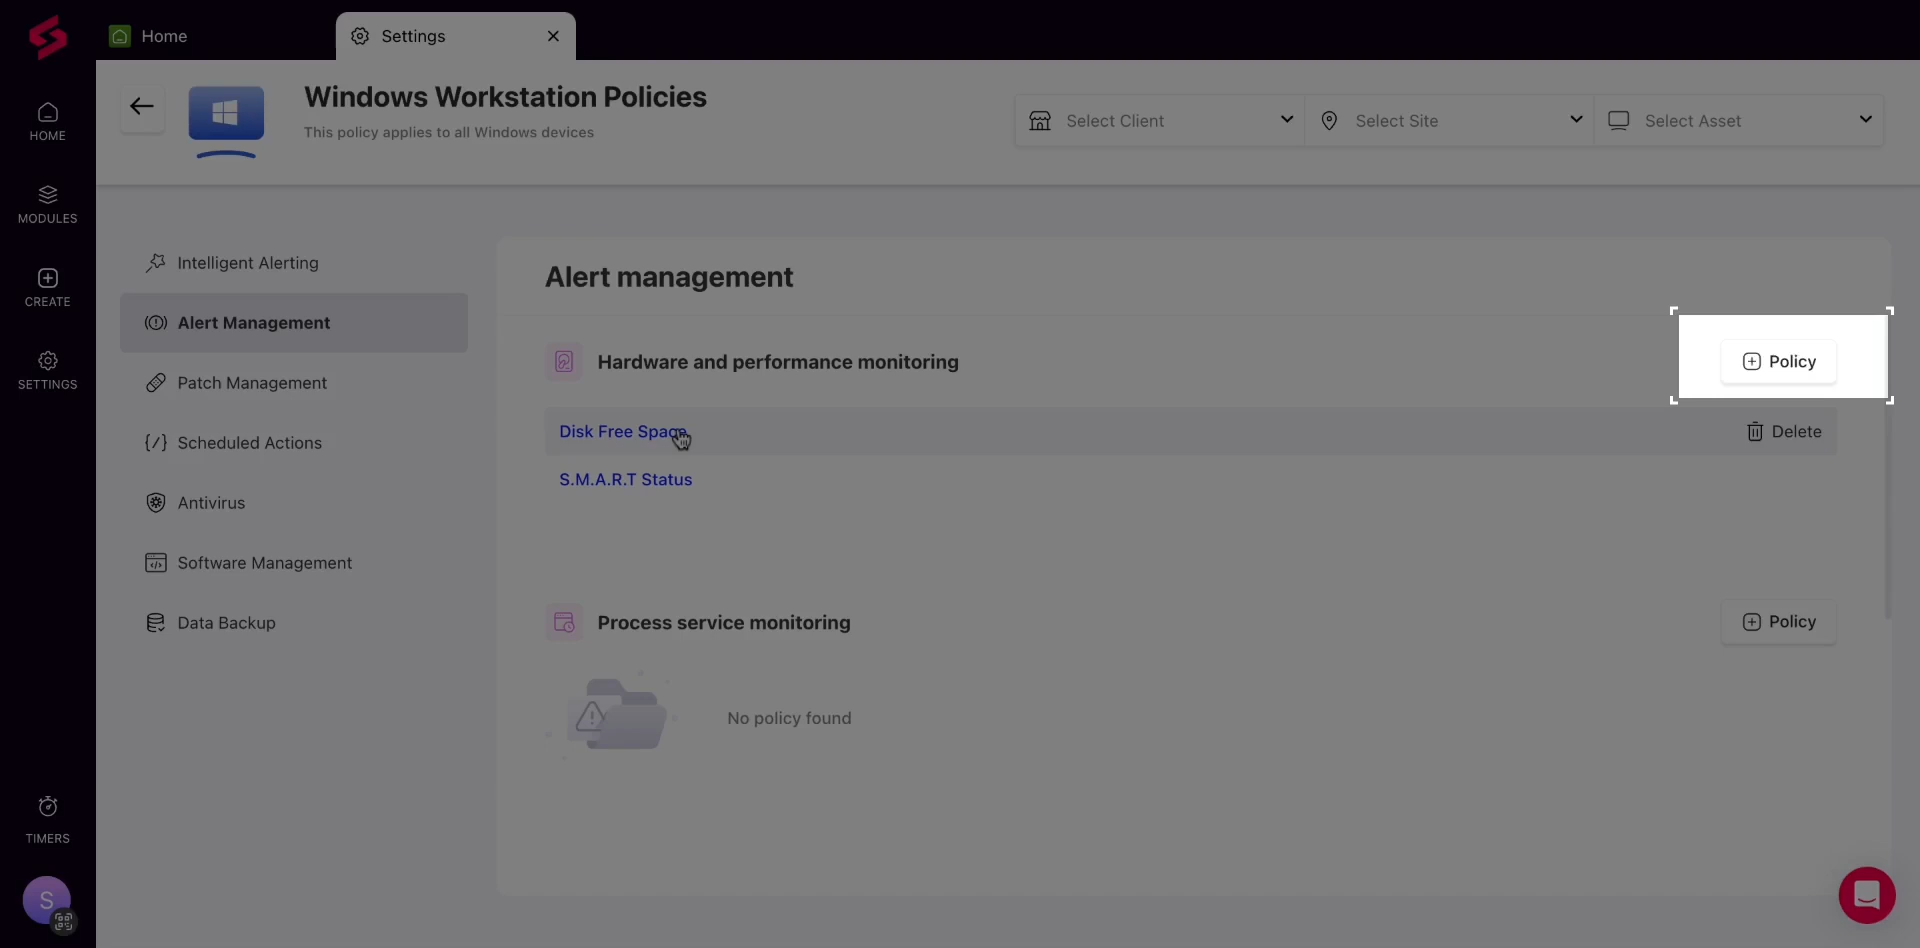 Home
Settings
HOME
MODULES
CREATE
SETTINGS
TIMERS
S
Windows Workstation Policies
This policy applies to all Windows devices
Select Client
Select Site
Select Asset
Intelligent Alerting
Alert Management
Patch Management
Scheduled Actions
Antivirus
Software Management
Data Backup
Alert management
Hardware and performance monitoring
Policy
Disk Free Space
Delete
S.M.A.R.T Status
Process service monitoring
Policy
No policy found